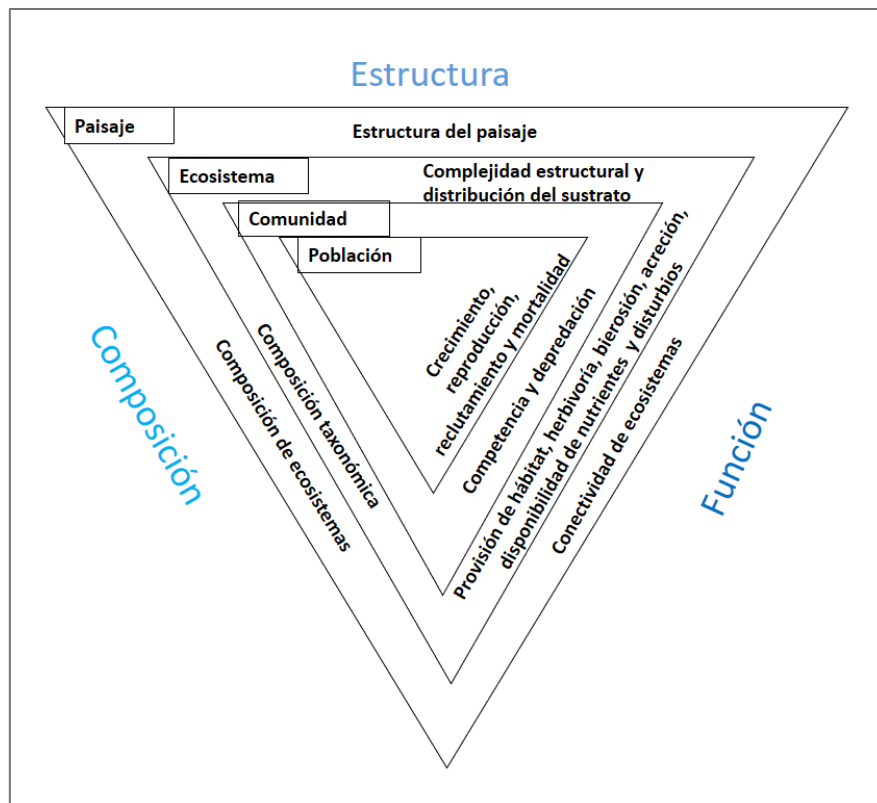 Estructura
Paisaje
Estructura del paisaje
Ecosistema
Complejidad estructural y
distribución del sustrato
Comunidad
Población
Crecimiento,
reproducción,
reclutamiento y mortalidad
Competencia y depredación
Provisión de hábitat, herbivoría, bierosión, acreción,
disponibilidad de nutrientes y disturbios
Conectividad de ecosistemas
Composición taxonómica
Composición de ecosistemas
Composición
Función